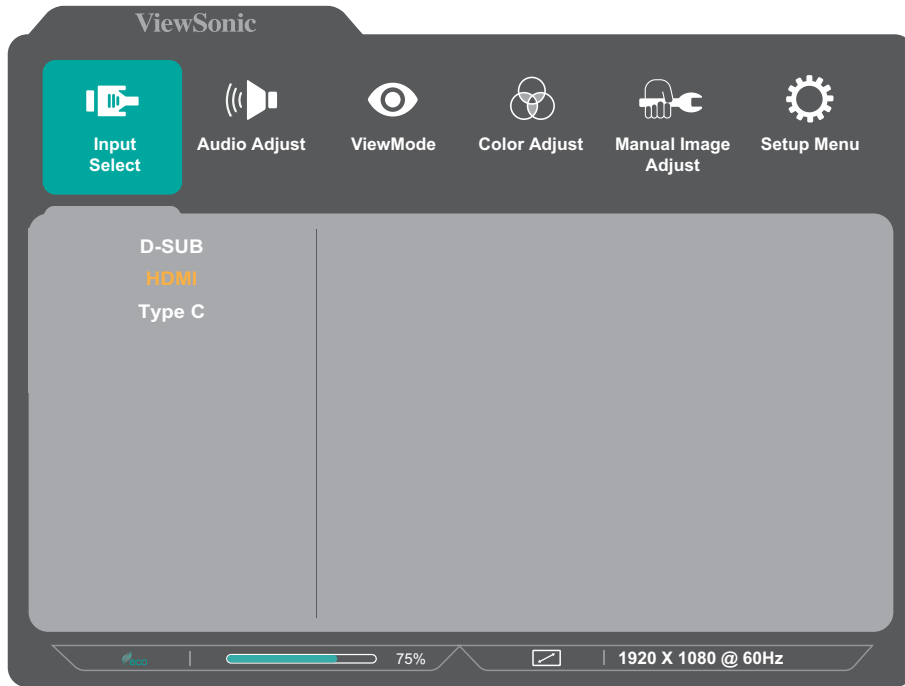 ViewSonic
Input Select
Audio Adjust
ViewMode
Color Adjust
Manual Image Adjust
Setup Menu
D-SUB
HDMI
Type C
eco
75%
1920 X 1080 @ 60Hz